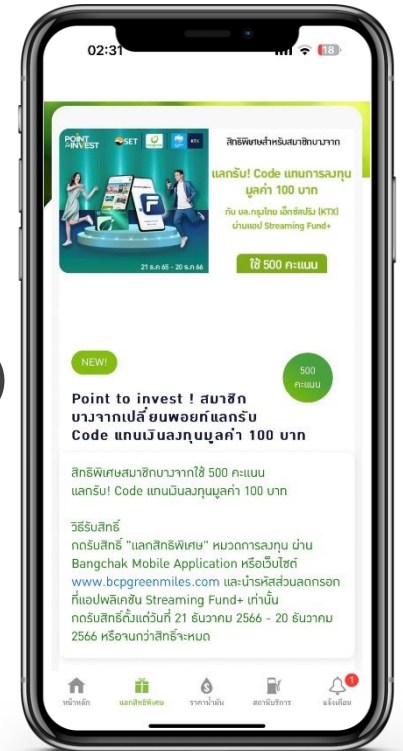 02:31
18
POINT
to INVEST
SET
KTX
21 ธ.ค 65 - 20 ธ.ค 66
สิทธิพิเศษสำหรับสมาชิกบางจาก
แลกรับ! Code แทนการลงทุน
มูลค่า 100 บาท
กับ บล.กรุงไทย เอ็กซ์สปริง (KTX)
ผ่านแอป Streaming Fund+
ใช้ 500 คะแนน
NEW!
500
คะแนน
Point to invest ! สมาชิก
บางจากเปลี่ยนพอยท์แลกรับ
Code แทนเงินลงทุนมูลค่า 100 บาท
สิทธิพิเศษสมาชิกบางจากใช้ 500 คะแนน
แลกรับ! Code แทนเงินลงทุนมูลค่า 100 บาท
วิธีรับสิทธิ์
กดรับสิทธิ์ "แลกสิทธิพิเศษ" หมวดการลงทุน ผ่าน
Bangchak Mobile Application หรือเว็บไซต์
www.bcpgreenmiles.com และนำรหัสส่วนลดกรอก
ที่แอปพลิเคชัน Streaming Fund+ เท่านั้น
กดรับสิทธิ์ตั้งแต่วันที่ 21 ธันวาคม 2566 - 20 ธันวาคม
2566 หรือจนกว่าสิทธิ์จะหมด
1
หน้าหลัก
แลกสิทธิพิเศษ
ราคาน้ำมัน
สถานีบริการ
แจ้งเตือน